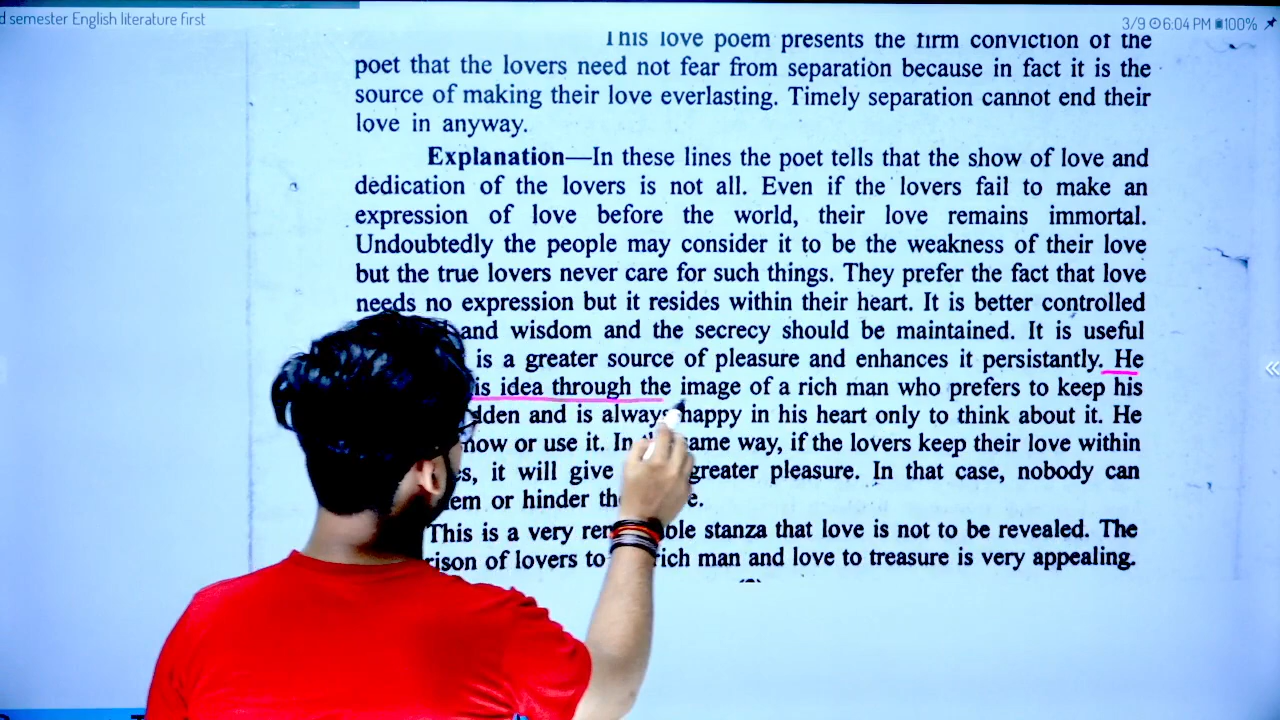 d semester English literature first
3/9 6:04 PM 100%
This love poem presents the firm conviction of the
poet that the lovers need not fear from separation because in fact it is the
source of making their love everlasting. Timely separation cannot end their
love in anyway.
Explanation—In these lines the poet tells that the show of love and
dedication of the lovers is not all. Even if the lovers fail to make an
expression of love before the world, their love remains immortal.
Undoubtedly the people may consider it to be the weakness of their love
but the true lovers never care for such things. They prefer the fact that love
needs no expression but it resides within their heart. It is better controlled
and wisdom and the secrecy should be maintained. It is useful
is a greater source of pleasure and enhances it persistantly. He
is idea through the image of a rich man who prefers to keep his
dden and is always happy in his heart only to think about it. He
how or use it. In same way, if the lovers keep their love within
es, it will give greater pleasure. In that case, nobody can
em or hinder e.
This is a very ble stanza that love is not to be revealed. The
rison of lovers to rich man and love to treasure is very appealing.